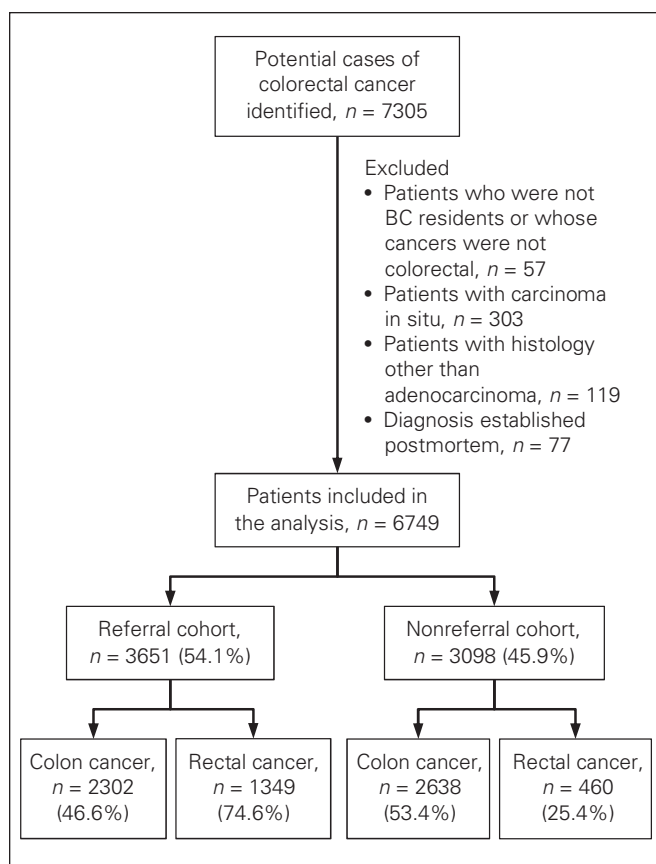 Potential cases of
colorectal cancer
identified, n = 7305
Excluded
• Patients who were not
BC residents or whose
cancers were not
colorectal, n = 57
• Patients with carcinoma
in situ, n = 303
• Patients with histology
other than
adenocarcinoma, n = 119
• Diagnosis established
postmortem, n = 77
Patients included in
the analysis, n = 6749
Referral cohort,
n = 3651 (54.1%)
Nonreferral cohort,
n = 3098 (45.9%)
Colon cancer,
n = 2302
(46.6%)
Rectal cancer,
n = 1349
(74.6%)
Colon cancer,
n = 2638
(53.4%)
Rectal cancer,
n = 460
(25.4%)